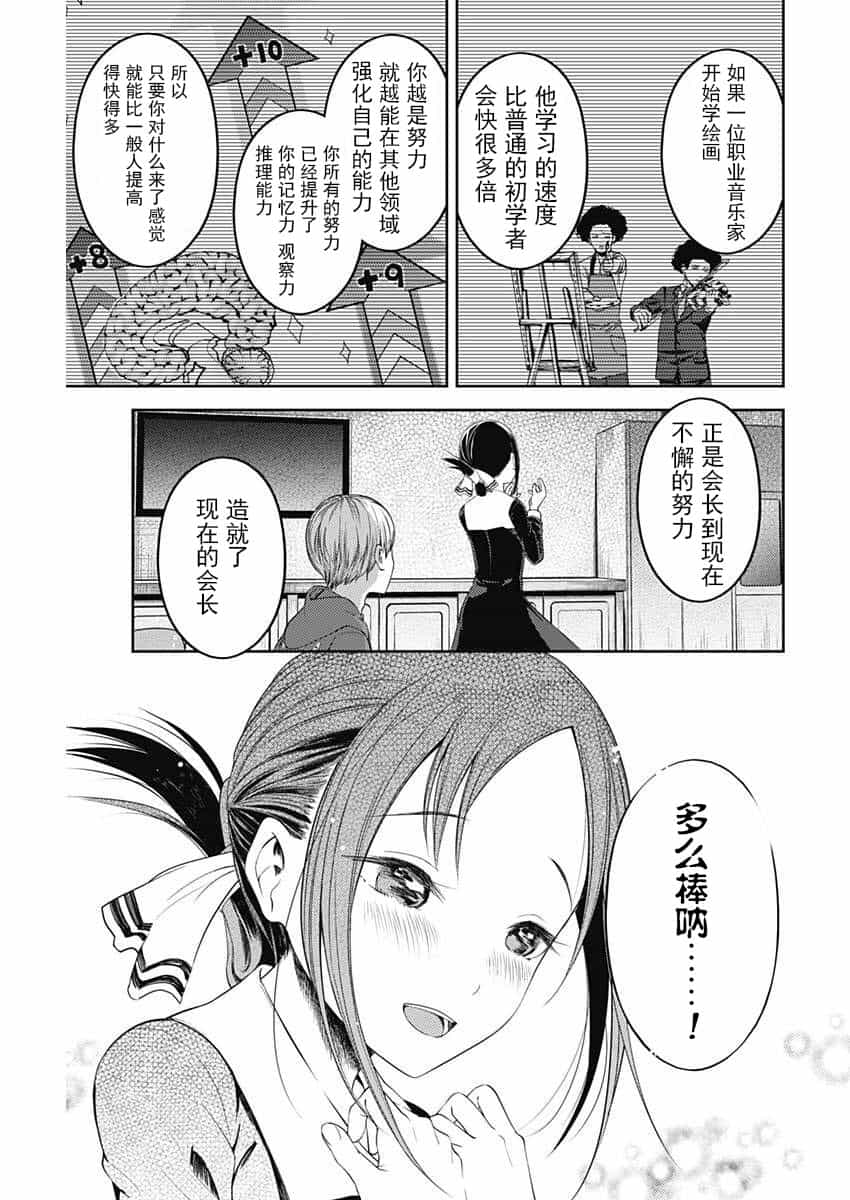 如果一位职业音乐家
开始学绘画
他学习的速度
比普通的初学者
会快很多倍
你越是努力
就越能在其他领域
强化自己的能力
你所有的努力
已经提升了
你的记忆力 观察力
推理能力
所以
只要你对什么来了感觉
就能比一般人提高
得快得多
+10
+9
+8
正是会长到现在
不懈的努力
造就了
现在的会长
多么棒呐……！